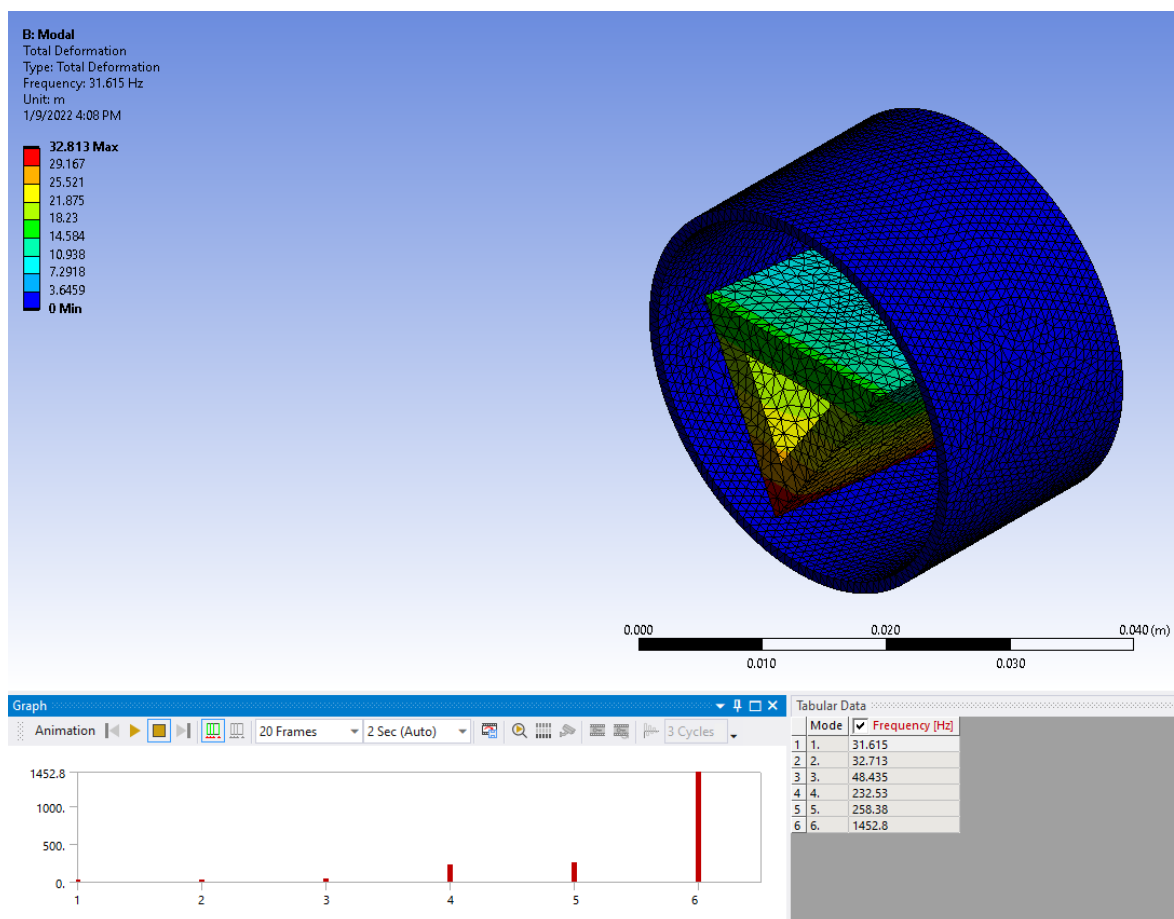 B: Modal
Total Deformation
Type: Total Deformation
Frequency: 31.615 Hz
Unit: m
1/9/2022 4:08 PM
32.813 Max
29.167
25.521
21.875
18.23
14.584
10.938
7.2918
3.6459
0 Min
0.000 0.020 0.040 (m)
0.010 0.030
Graph
Animation 20 Frames 2 Sec (Auto) 3 Cycles
1452.8
1000.
500.
0.
1 2 3 4 5 6
Tabular Data
Mode Frequency [Hz]
1 1. 31.615
2 2. 32.713
3 3. 48.435
4 4. 232.53
5 5. 258.38
6 6. 1452.8